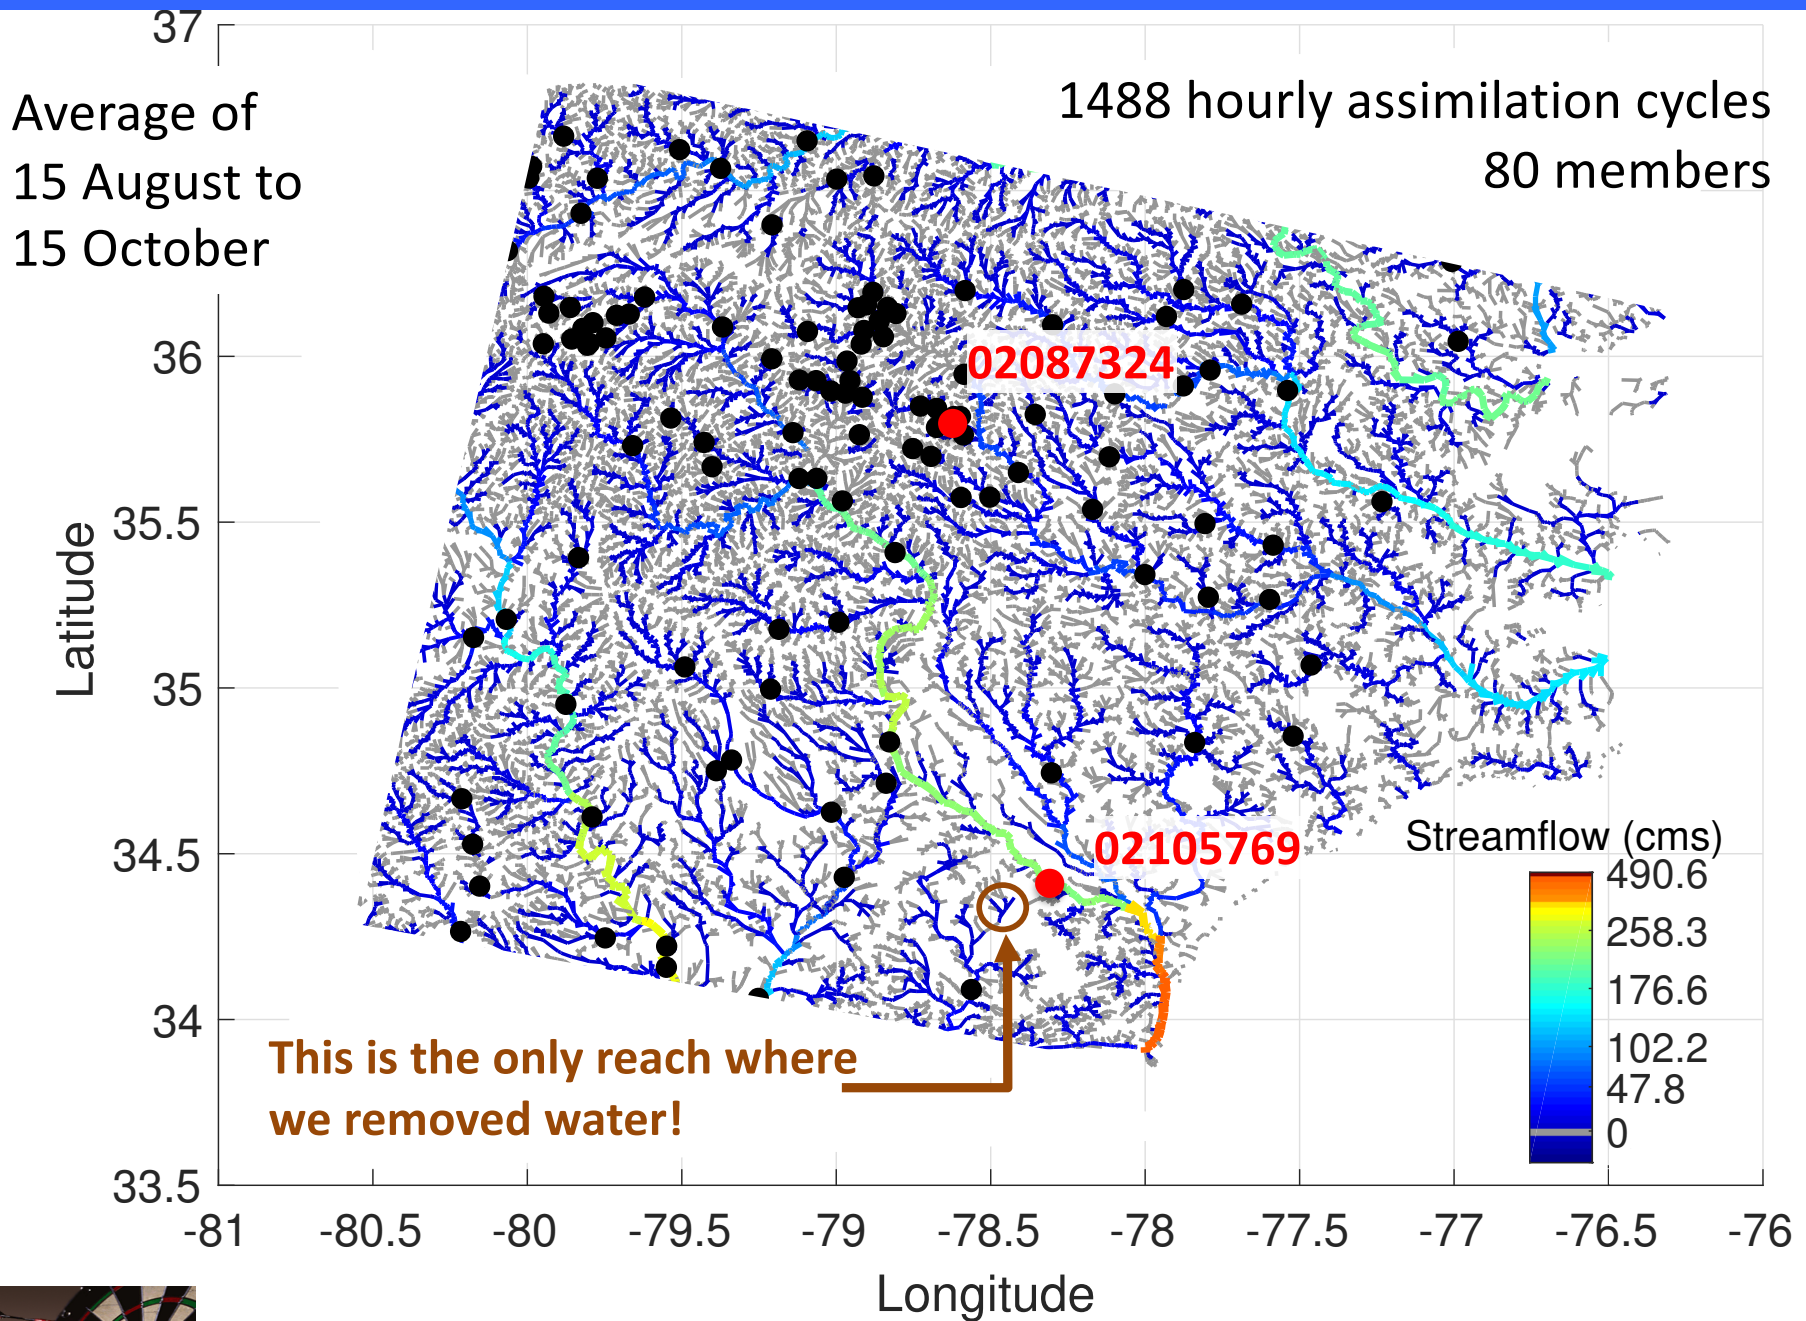 37
Average of
15 August to
15 October
1488 hourly assimilation cycles
80 members
36
02087324
35.5
Latitude
35
34.5
02105769
Streamflow (cms)
490.6
258.3
176.6
102.2
47.8
0
34
This is the only reach where
we removed water!
33.5
-81 -80.5 -80 -79.5 -79 -78.5 -78 -77.5 -77 -76.5 -76
Longitude